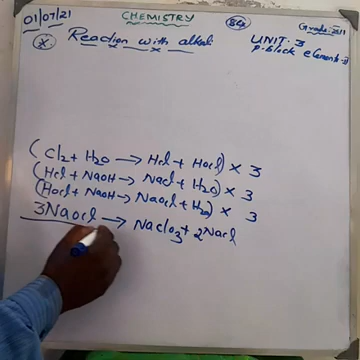 01/07/21
CHEMISTRY
84
Grade-XII
UNIT. 3
P-Block elements-II
Reaction with alkali
(Cl2 + H2O → Hcl + Hocl) × 3
(Hcl + NaOH → Nacl + H2O) × 3
(Hocl + NaOH → Naocl + H2O) × 3
3Naocl → Naclo3 + 2Nacl